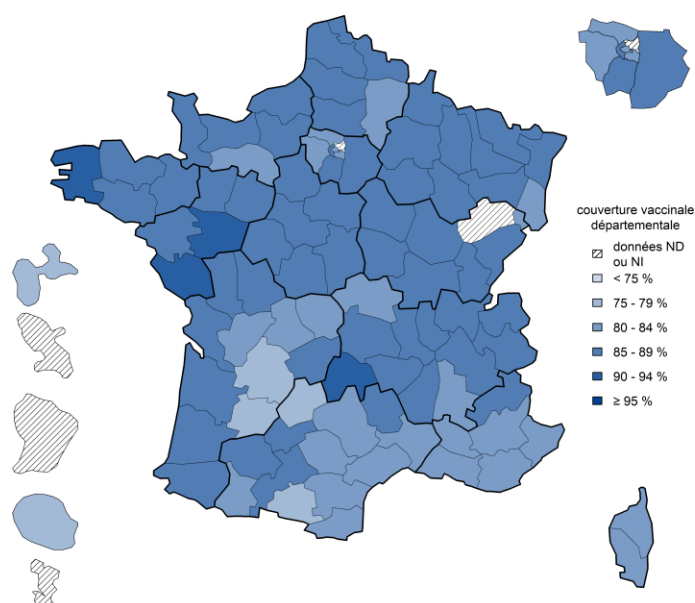 couverture vaccinale
départementale
données ND
ou NI
< 75 %
75 - 79 %
80 - 84 %
85 - 89 %
90 - 94 %
≥ 95 %